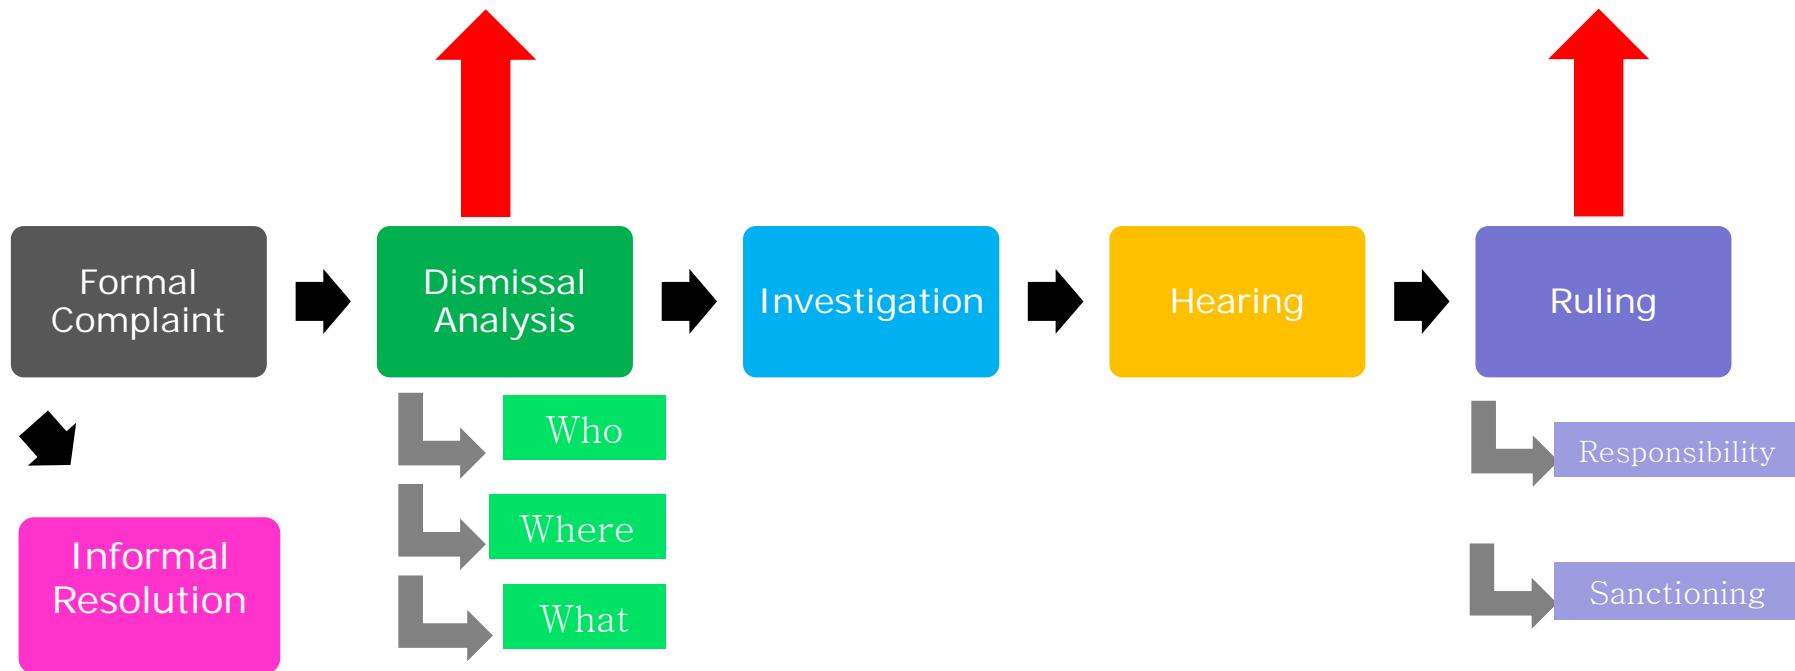 Formal
Complaint
Dismissal
Analysis
Investigation
Hearing
Ruling
Who
Where
What
Responsibility
Sanctioning
Informal
Resolution